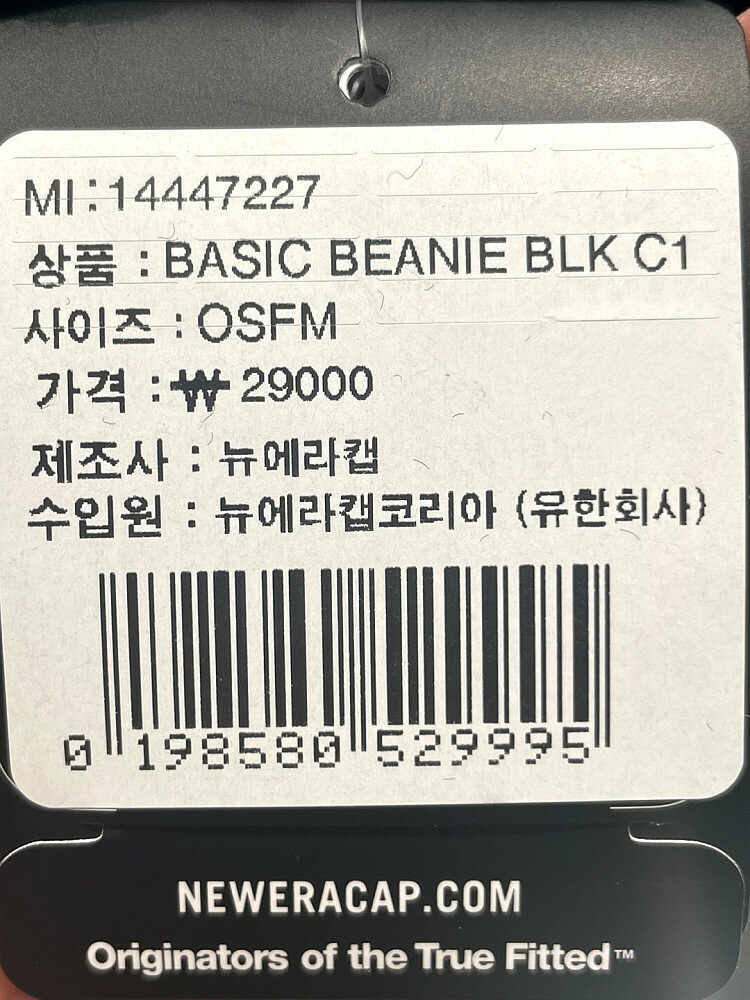 MI:14447227
상품 : BASIC BEANIE BLK C1
사이즈 : OSFM
가격 : ₩ 29000
제조사 : 뉴에라캡
수입원 : 뉴에라캡코리아 (유한회사)
0 198580 529995
NEWERACAP.COM
Originators of the True Fitted™